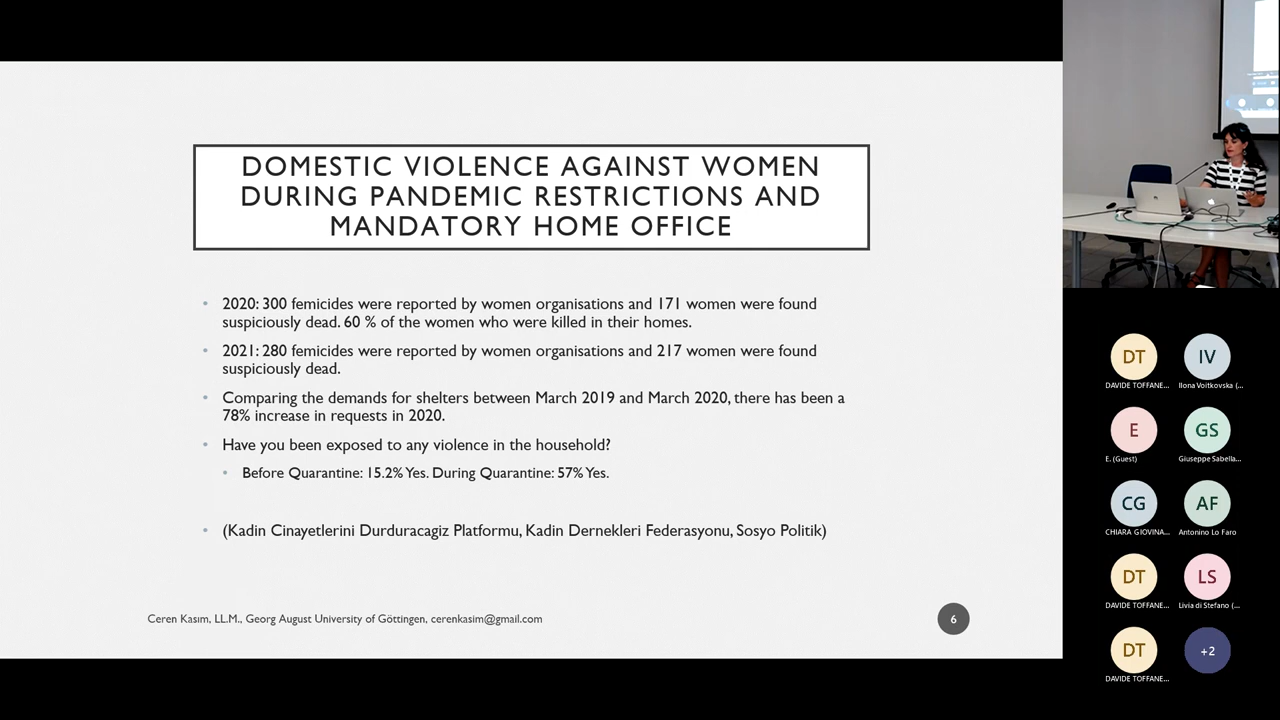 DOMESTIC VIOLENCE AGAINST WOMEN
DURING PANDEMIC RESTRICTIONS AND
MANDATORY HOME OFFICE
• 2020: 300 femicides were reported by women organisations and 171 women were found
suspiciously dead. 60 % of the women who were killed in their homes.
• 2021: 280 femicides were reported by women organisations and 217 women were found
suspiciously dead.
• Comparing the demands for shelters between March 2019 and March 2020, there has been a
78% increase in requests in 2020.
• Have you been exposed to any violence in the household?
• Before Quarantine: 15.2% Yes. During Quarantine: 57% Yes.
• (Kadin Cinayetlerini Durduracagiz Platformu, Kadin Dernekleri Federasyonu, Sosyo Politik)
Ceren Kasım, LL.M., Georg August University of Göttingen, cerenkasim@gmail.com
6
DT
DAVIDE TOFFANE...
IV
Ilona Voitkovska (...
E
E. (Guest)
GS
Giuseppe Sabella...
CG
CHIARA GIOVINA...
AF
Antonino Lo Faro
DT
DAVIDE TOFFANE...
LS
Livia di Stefano (...
DT
DAVIDE TOFFANE...
+2